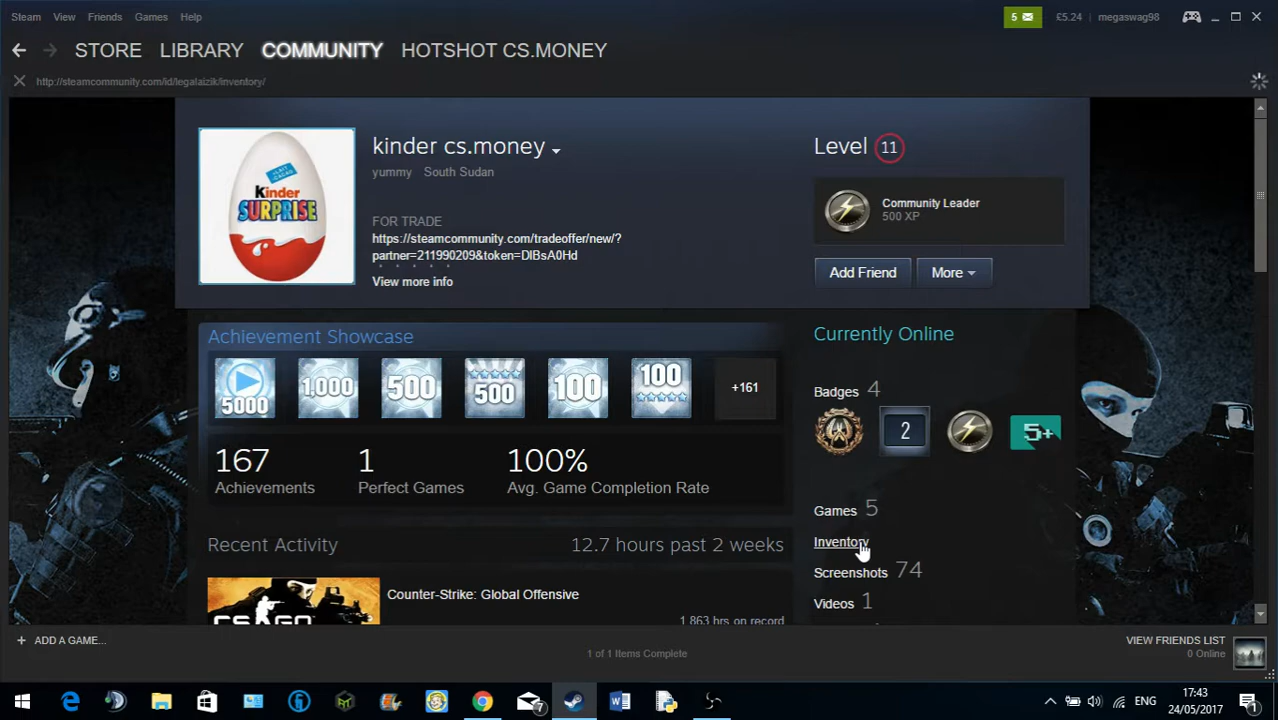 Steam View Friends Games Help
5 £5.24 megaswag98
STORE LIBRARY COMMUNITY HOTSHOT CS.MONEY
http://steamcommunity.com/id/legalaizik/inventory/
kinder cs.money
Level 11
yummy South Sudan
Community Leader
500 XP
FOR TRADE
https://steamcommunity.com/tradeoffer/new/?
partner=211990209&token=DIBsA0Hd
View more info
Add Friend More
Kinder
SURPRISE
Achievement Showcase
Currently Online
5000 1,000 500 500 100 100 +161
Badges 4
2 5+
167 1 100%
Achievements Perfect Games Avg. Game Completion Rate
Games 5
Recent Activity 12.7 hours past 2 weeks
Inventory
Screenshots 74
Counter-Strike: Global Offensive
Videos 1
1,863 hrs on record
CS GO
+ ADD A GAME...
1 of 1 Items Complete
VIEW FRIENDS LIST
0 Online
7
ENG
17:43
24/05/2017
1